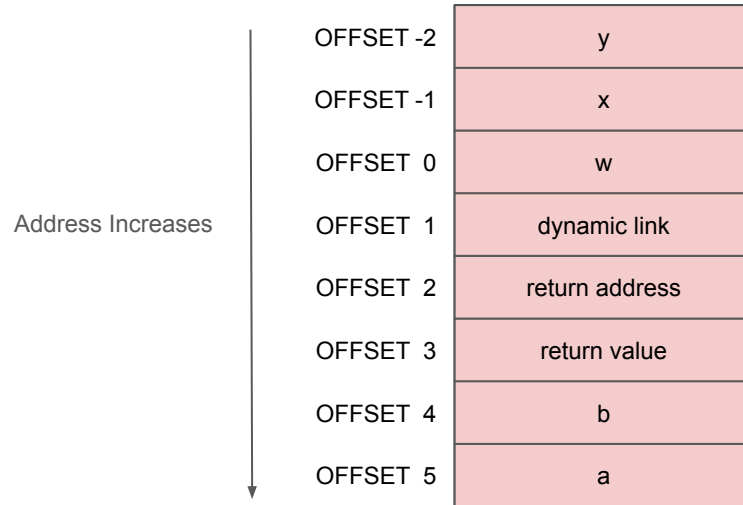 OFFSET -2 y
OFFSET -1 x
OFFSET 0 w
Address Increases OFFSET 1 dynamic link
OFFSET 2 return address
OFFSET 3 return value
OFFSET 4 b
OFFSET 5 a